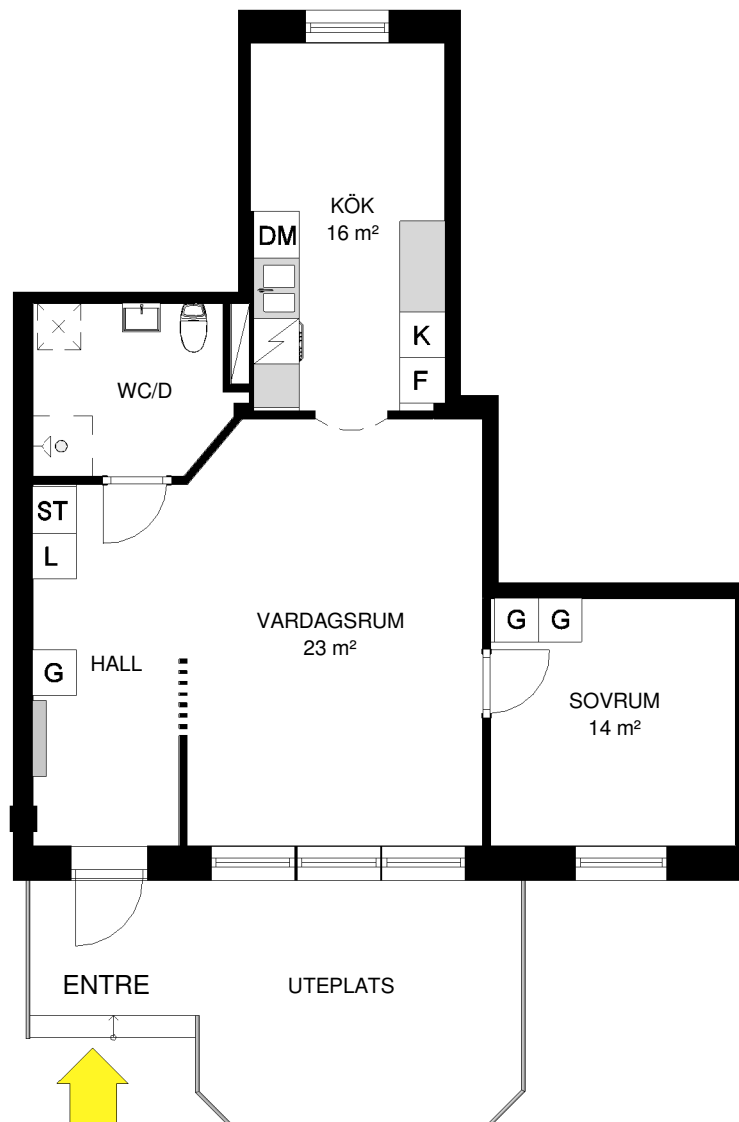 KÖK
16 m²
DM
K
F
WC/D
ST
L
VARDAGSRUM
23 m²
G G
G
HALL
SOVRUM
14 m²
ENTRE
UTEPLATS